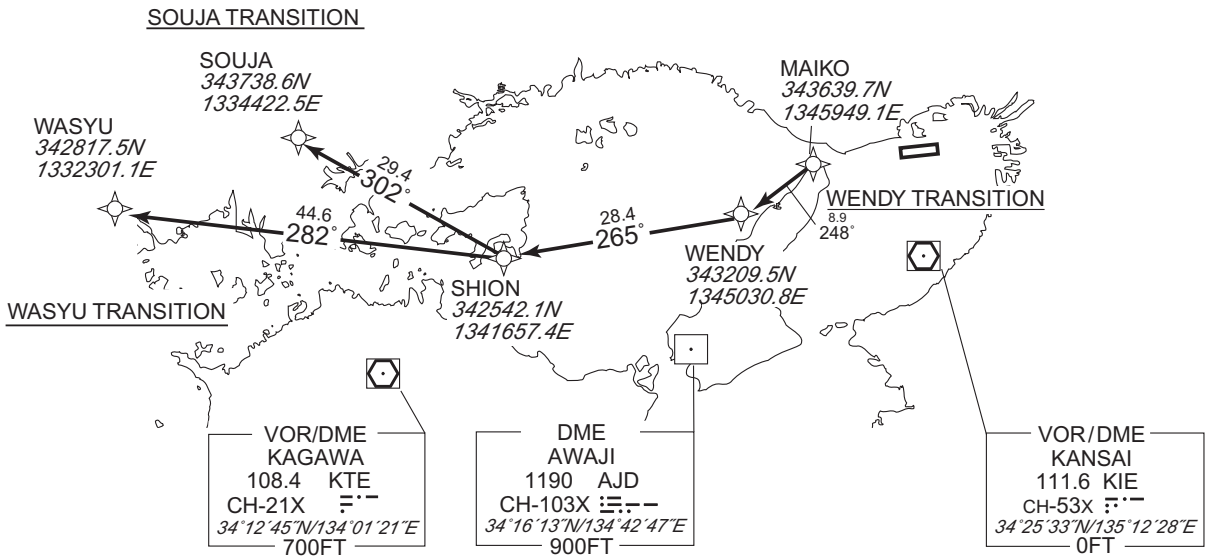 SOUJA TRANSITION
SOUJA
343738.6N
1334422.5E
MAIKO
343639.7N
1345949.1E
WASYU
342817.5N
1332301.1E
29.4
302°
44.6
282°
28.4
265°
WENDY TRANSITION
8.9
248°
WENDY
343209.5N
1345030.8E
SHION
342542.1N
1341657.4E
WASYU TRANSITION
VOR/DME
KAGAWA
108.4 KTE
CH-21X
34°12´45˝N/134°01´21˝E
700FT
DME
AWAJI
1190 AJD
CH-103X
34°16´13˝N/134°42´47˝E
900FT
VOR/DME
KANSAI
111.6 KIE
CH-53X
34°25´33˝N/135°12´28˝E
0FT